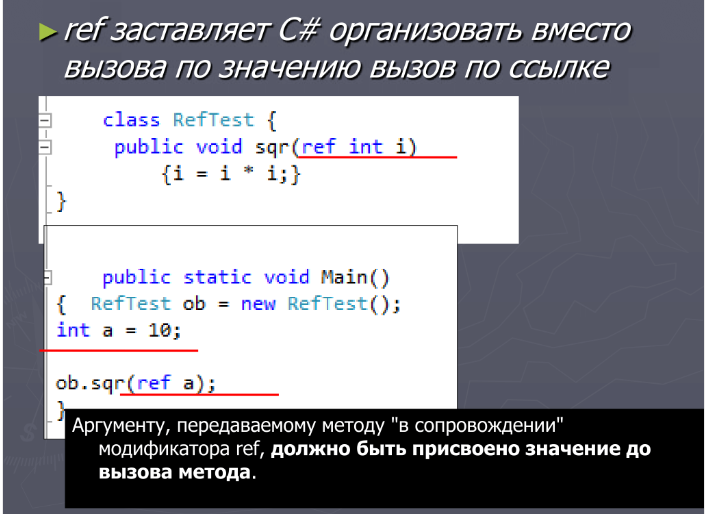 ref заставляет C# организовать вместо
вызова по значению вызов по ссылке
class RefTest {
public void sqr(ref int i)
{i = i * i;}
}
public static void Main()
{ RefTest ob = new RefTest();
int a = 10;
ob.sqr(ref a);
}
Аргументу, передаваемому методу "в сопровождении"
модификатора ref, должно быть присвоено значение до
вызова метода.